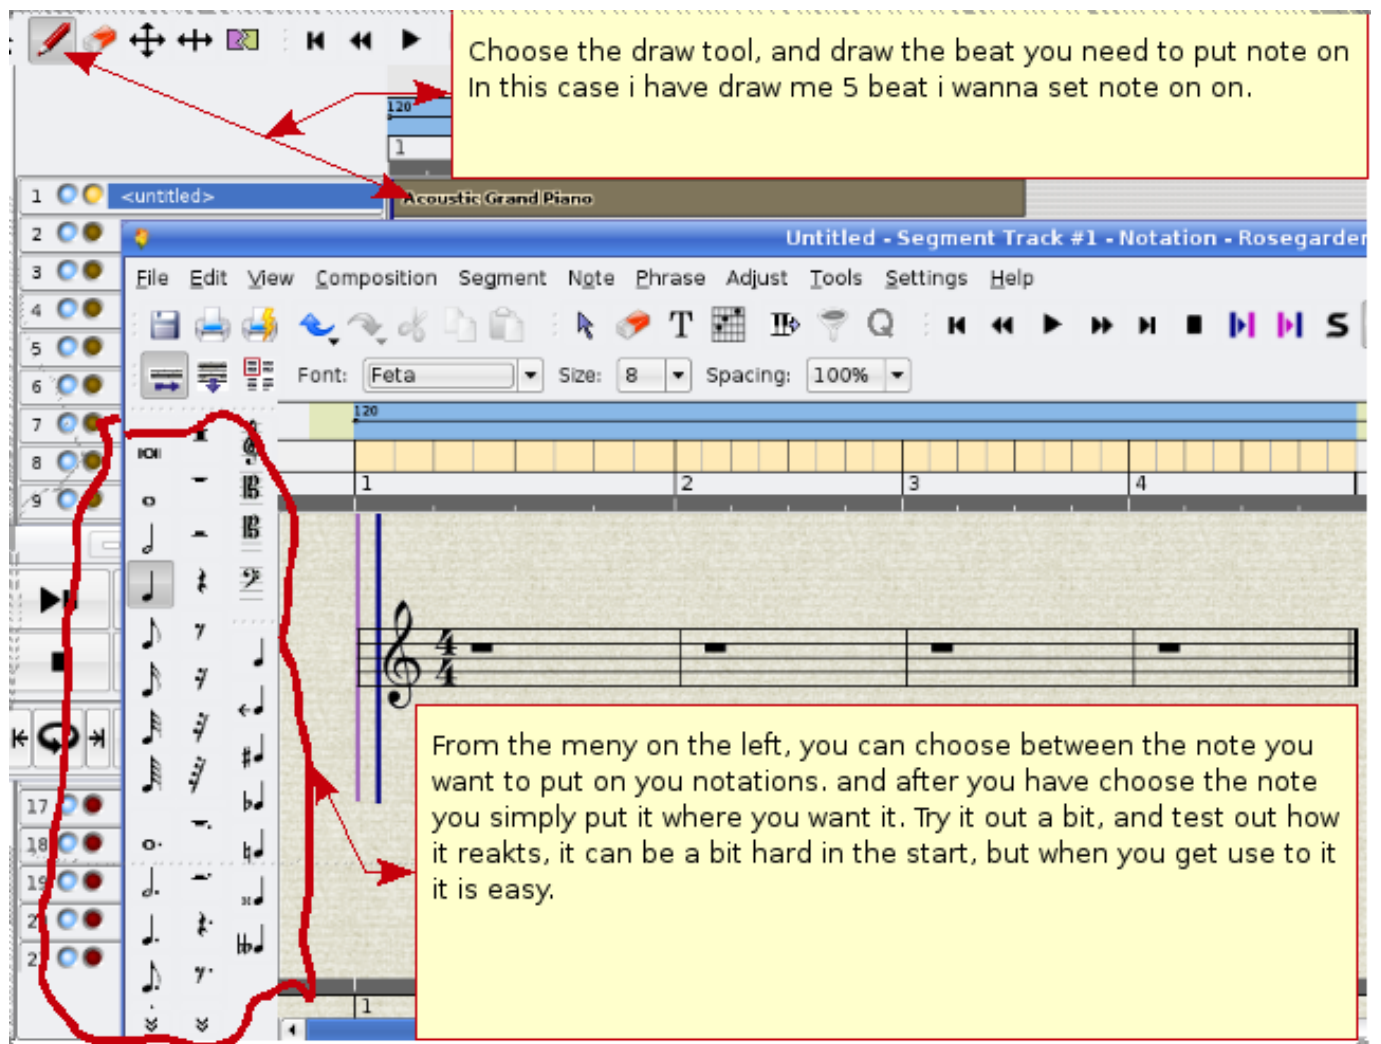 Choose the draw tool, and draw the beat you need to put note on
In this case i have draw me 5 beat i wanna set note on on.
120
1
1 <untitled>
Acoustic Grand Piano
2
Untitled - Segment Track #1 - Notation - Rosegarder
3
File Edit View Composition Segment Note Phrase Adjust Tools Settings Help
4
T
Q
S
5
6
Font: Feta Size: 8 Spacing: 100%
7
120
8
9
1 2 3 4
From the meny on the left, you can choose between the note you
want to put on you notations. and after you have choose the note
you simply put it where you want it. Try it out a bit, and test out how
it reakts, it can be a bit hard in the start, but when you get use to it
it is easy.
17
18
19
2
2
1